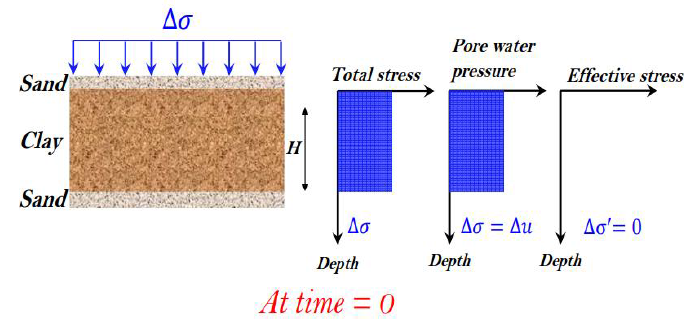 Δσ
Sand
Clay
Sand
H
Total stress
Pore water
pressure
Effective stress
Δσ
Δσ = Δu
Δσ′= 0
Depth
Depth
Depth
At time = 0